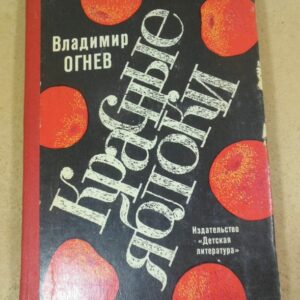 Владимир
ОГНЕВ
Красные
яблоки
Издательство
«Детская
литература»